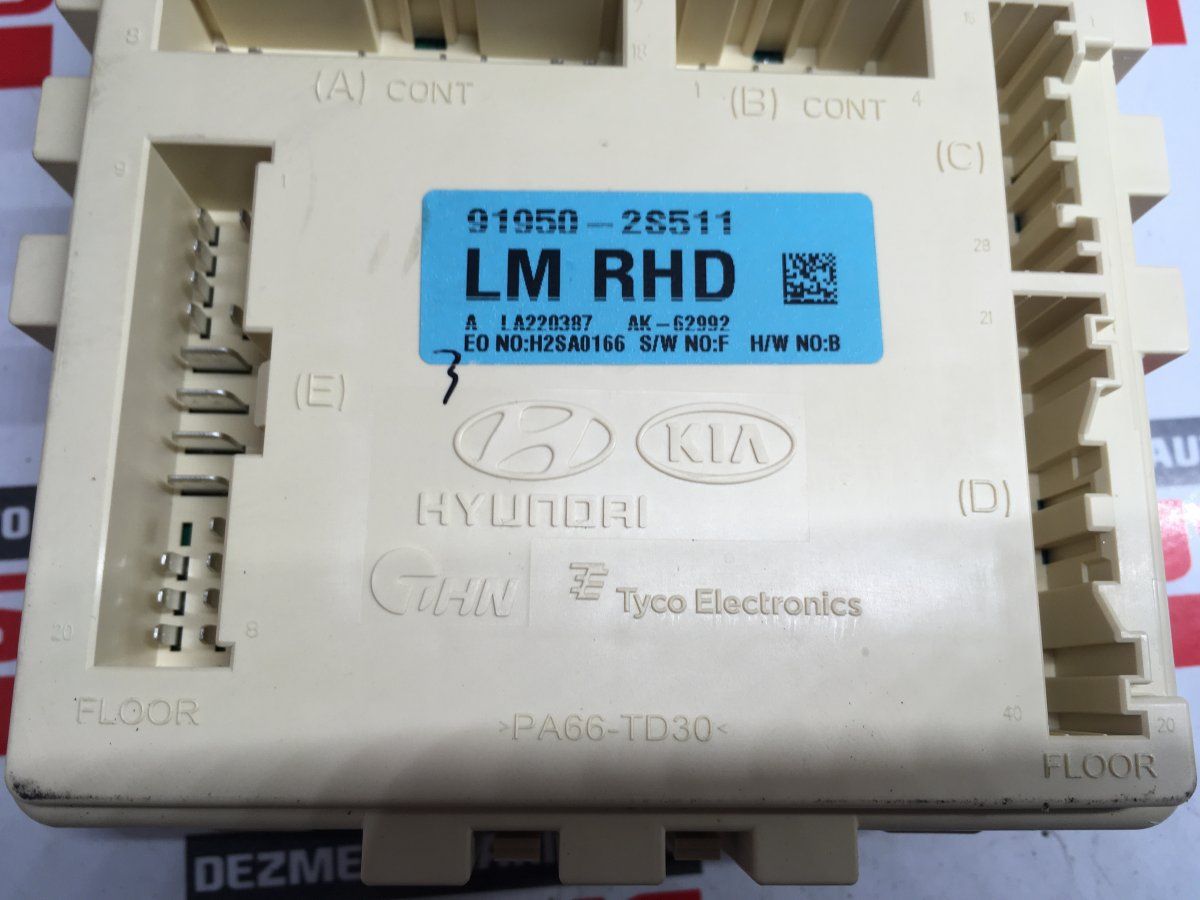 8
7
18
16
1
(A) CONT
1 (B) CONT 4
9
1
(C)
28
21
91950-2S511
LM RHD
A LA220387 AK-62992
EO NO:H2SA0166 S/W NO:F H/W NO:B
3
(E)
KIA
HYUNDAI
(D)
THN
Tyco Electronics
20
8
FLOOR
>PA66-TD30<
40
20
FLOOR
AU
DEZME